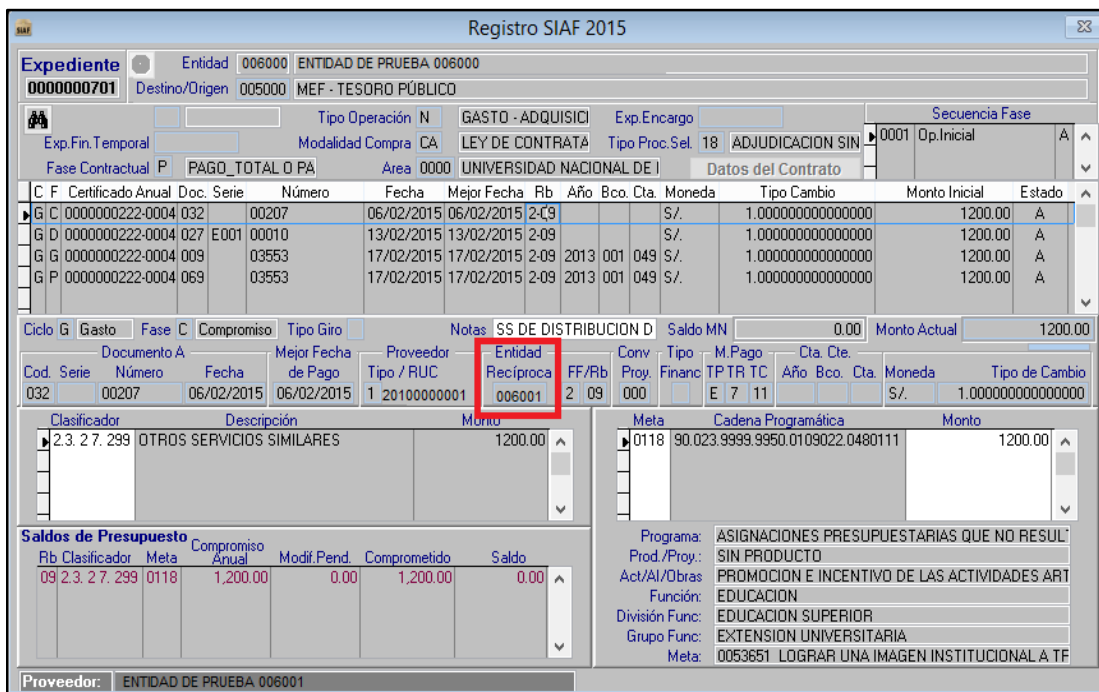 SIAF Registro SIAF 2015
Expediente Entidad 006000 ENTIDAD DE PRUEBA 006000
0000000701 Destino/Origen 005000 MEF - TESORO PÚBLICO
Tipo Operación N GASTO - ADQUISICI Exp.Encargo Secuencia Fase
Exp.Fin.Temporal Modalidad Compra CA LEY DE CONTRATA Tipo Proc.Sel. 18 ADJUDICACION SIN 0001 Op.Inicial A
Fase Contractual P PAGO_TOTAL O PA Area 0000 UNIVERSIDAD NACIONAL DE Datos del Contrato
C F Certificado Anual Doc. Serie Número Fecha Mejor Fecha Rb Año Bco. Cta. Moneda Tipo Cambio Monto Inicial Estado
G C 0000000222-0004 032 00207 06/02/2015 06/02/2015 2-09 S/. 1.000000000000000 1200.00 A
G D 0000000222-0004 027 E001 00010 13/02/2015 13/02/2015 2-09 S/. 1.000000000000000 1200.00 A
G G 0000000222-0004 009 03553 17/02/2015 17/02/2015 2-09 2013 001 049 S/. 1.000000000000000 1200.00 A
G P 0000000222-0004 069 03553 17/02/2015 17/02/2015 2-09 2013 001 049 S/. 1.000000000000000 1200.00 A
Ciclo G Gasto Fase C Compromiso Tipo Giro Notas SS DE DISTRIBUCION D Saldo MN 0.00 Monto Actual 1200.00
Documento A Mejor Fecha Proveedor Entidad Conv Tipo M.Pago Cta. Cte.
Cod. Serie Número Fecha de Pago Tipo / RUC Recíproca FF/Rb Proy. Financ TP TR TC Año Bco. Cta. Moneda Tipo de Cambio
032 00207 06/02/2015 06/02/2015 1 20100000001 006001 2 09 000 E 7 11 S/. 1.000000000000000
Clasificador Descripción Monto Meta Cadena Programática Monto
2.3. 2 7. 299 OTROS SERVICIOS SIMILARES 1200.00 0118 90.023.9999.9950.0109022.0480111 1200.00
Saldos de Presupuesto
Rb Clasificador Meta Compromiso Anual Modif.Pend. Comprometido Saldo
09 2.3. 2 7. 299 0118 1,200.00 0.00 1,200.00 0.00
Programa: ASIGNACIONES PRESUPUESTARIAS QUE NO RESUL
Prod./Proy.: SIN PRODUCTO
Act/AI/Obras PROMOCION E INCENTIVO DE LAS ACTIVIDADES ART
Función: EDUCACION
División Func: EDUCACION SUPERIOR
Grupo Func: EXTENSION UNIVERSITARIA
Meta: 0053651 LOGRAR UNA IMAGEN INSTITUCIONAL A TF
Proveedor: ENTIDAD DE PRUEBA 006001